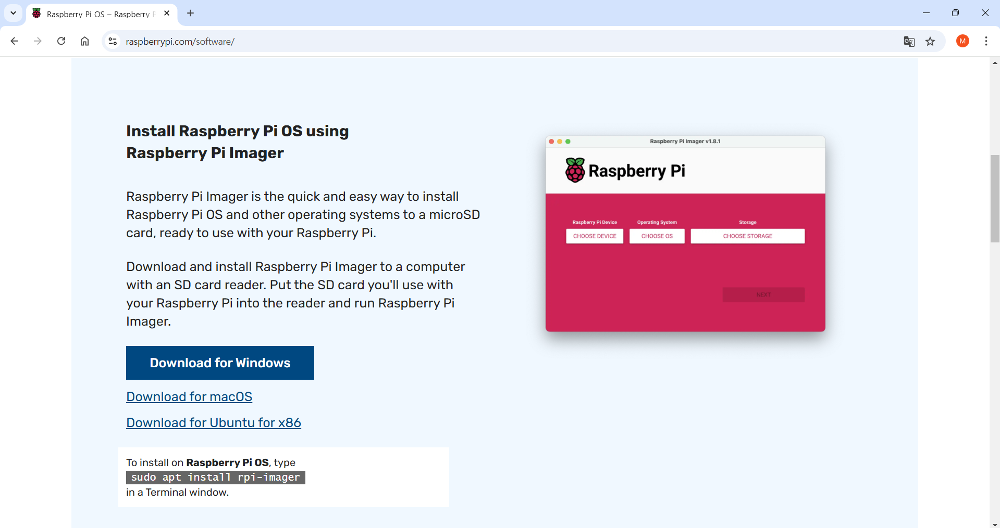 Raspberry Pi OS – Raspberry
raspberrypi.com/software/
M
Install Raspberry Pi OS using
Raspberry Pi Imager
Raspberry Pi Imager is the quick and easy way to install
Raspberry Pi OS and other operating systems to a microSD
card, ready to use with your Raspberry Pi.
Download and install Raspberry Pi Imager to a computer
with an SD card reader. Put the SD card you'll use with
your Raspberry Pi into the reader and run Raspberry Pi
Imager.
Download for Windows
Download for macOS
Download for Ubuntu for x86
To install on Raspberry Pi OS, type
sudo apt install rpi-imager
in a Terminal window.
Raspberry Pi Imager v1.8.1
Raspberry Pi
Raspberry Pi Device Operating System Storage
CHOOSE DEVICE CHOOSE OS CHOOSE STORAGE
NEXT